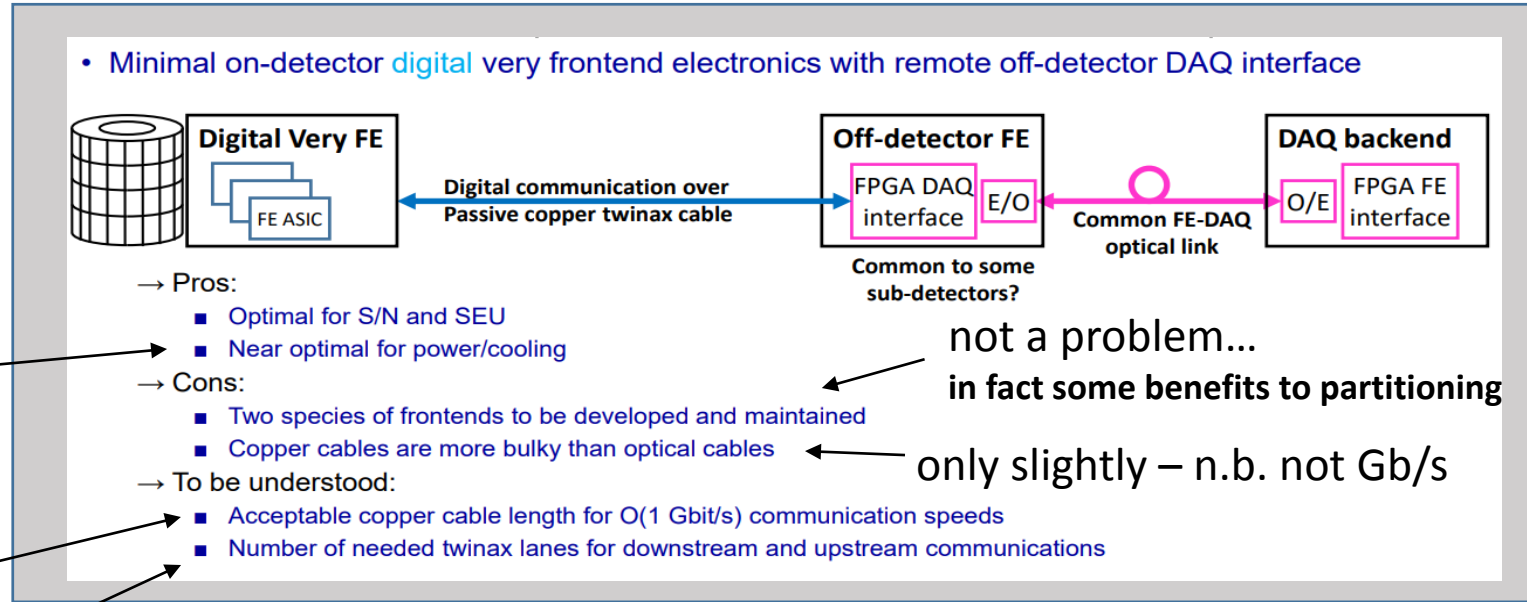 • Minimal on-detector digital very frontend electronics with remote off-detector DAQ interface
Digital Very FE
FE ASIC
Digital communication over
Passive copper twinax cable
Off-detector FE
FPGA DAQ
interface
E/O
Common to some
sub-detectors?
Common FE-DAQ
optical link
DAQ backend
O/E
FPGA FE
interface
→ Pros:
■ Optimal for S/N and SEU
■ Near optimal for power/cooling
→ Cons:
■ Two species of frontends to be developed and maintained
■ Copper cables are more bulky than optical cables
→ To be understood:
■ Acceptable copper cable length for O(1 Gbit/s) communication speeds
■ Number of needed twinax lanes for downstream and upstream communications
not a problem…
in fact some benefits to partitioning
only slightly – n.b. not Gb/s